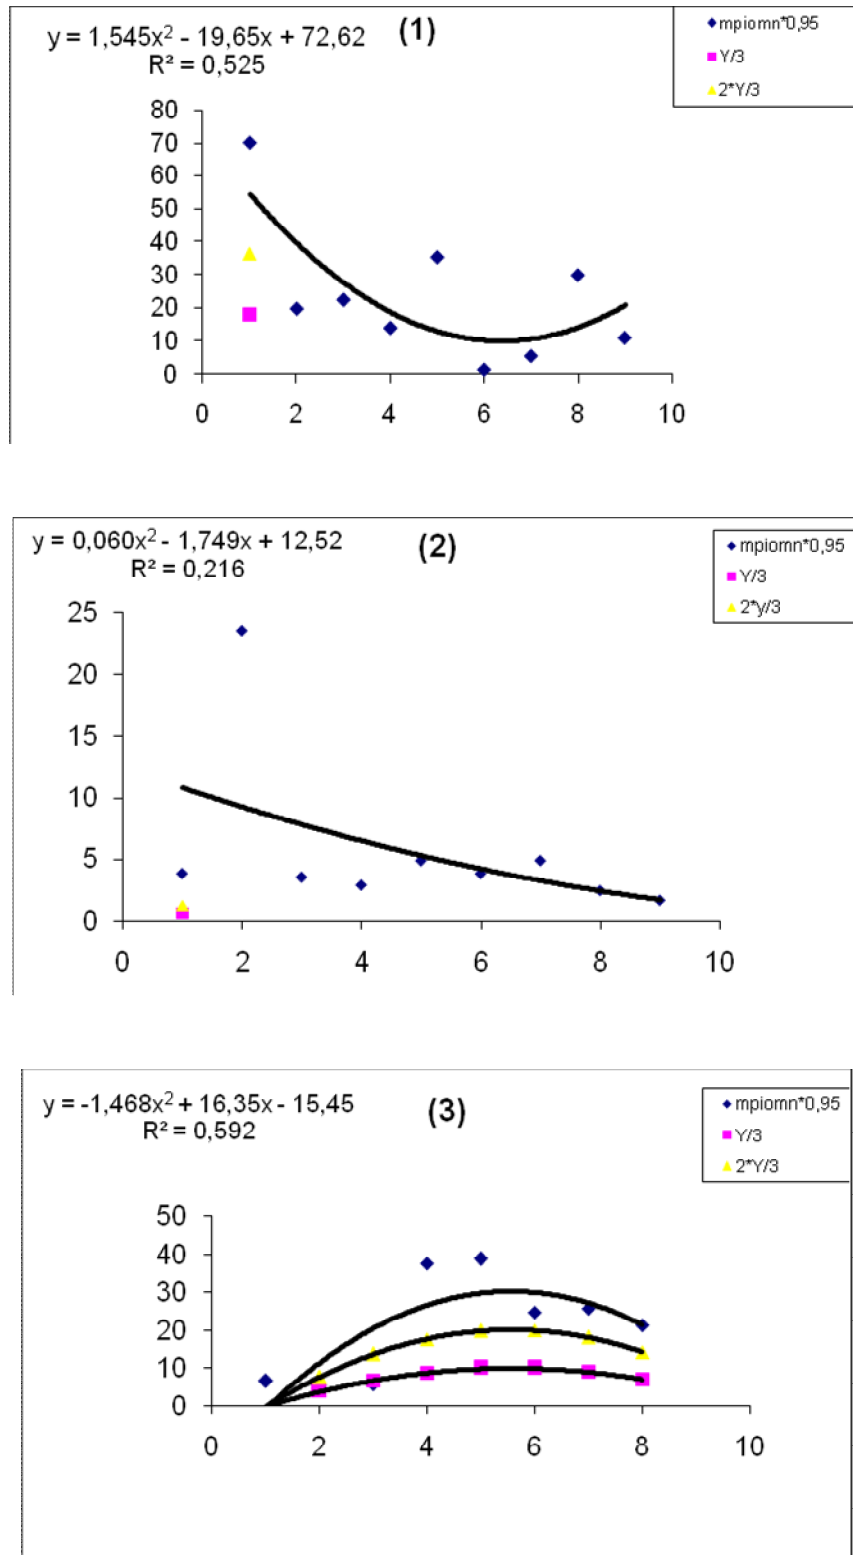 y = 1,545x² - 19,65x + 72,62
R² = 0,525
(1)
mpiomn*0,95
Y/3
2*Y/3
80
70
60
50
40
30
20
10
0
0 2 4 6 8 10
y = 0,060x² - 1,749x + 12,52
R² = 0,216
(2)
mpiomn*0,95
Y/3
2*y/3
25
20
15
10
5
0
0 2 4 6 8 10
y = -1,468x² + 16,35x - 15,45
R² = 0,592
(3)
mpiomn*0,95
Y/3
2*Y/3
50
40
30
20
10
0
0 2 4 6 8 10